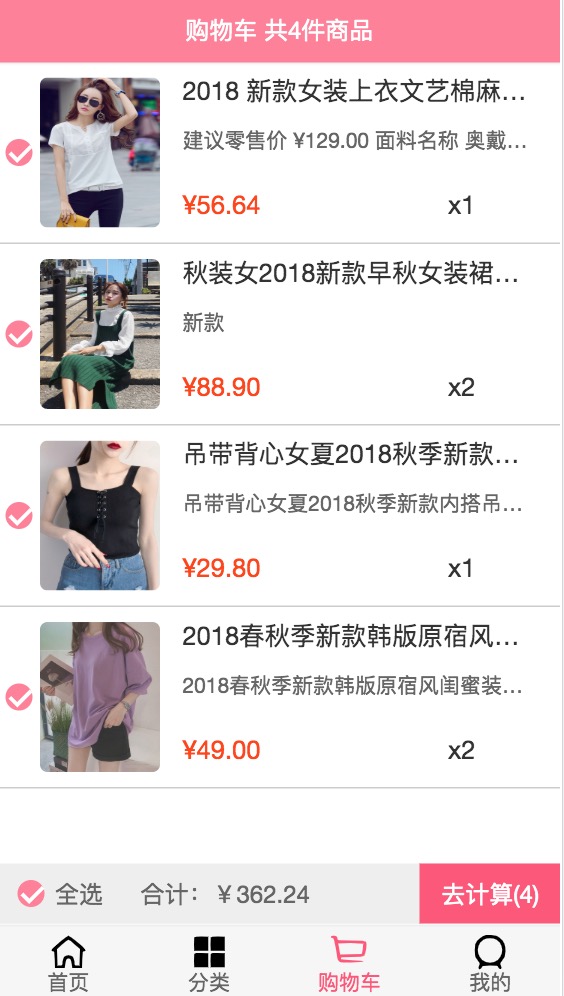 购物车 共4件商品
2018 新款女装上衣文艺棉麻...
建议零售价 ¥129.00 面料名称 奥戴...
¥56.64 x1
秋装女2018新款早秋女装裙...
新款
¥88.90 x2
吊带背心女夏2018秋季新款...
吊带背心女夏2018秋季新款内搭吊...
¥29.80 x1
2018春秋季新款韩版原宿风...
2018春秋季新款韩版原宿风闺蜜装...
¥49.00 x2
全选 合计：￥362.24 去计算(4)
首页 分类 购物车 我的